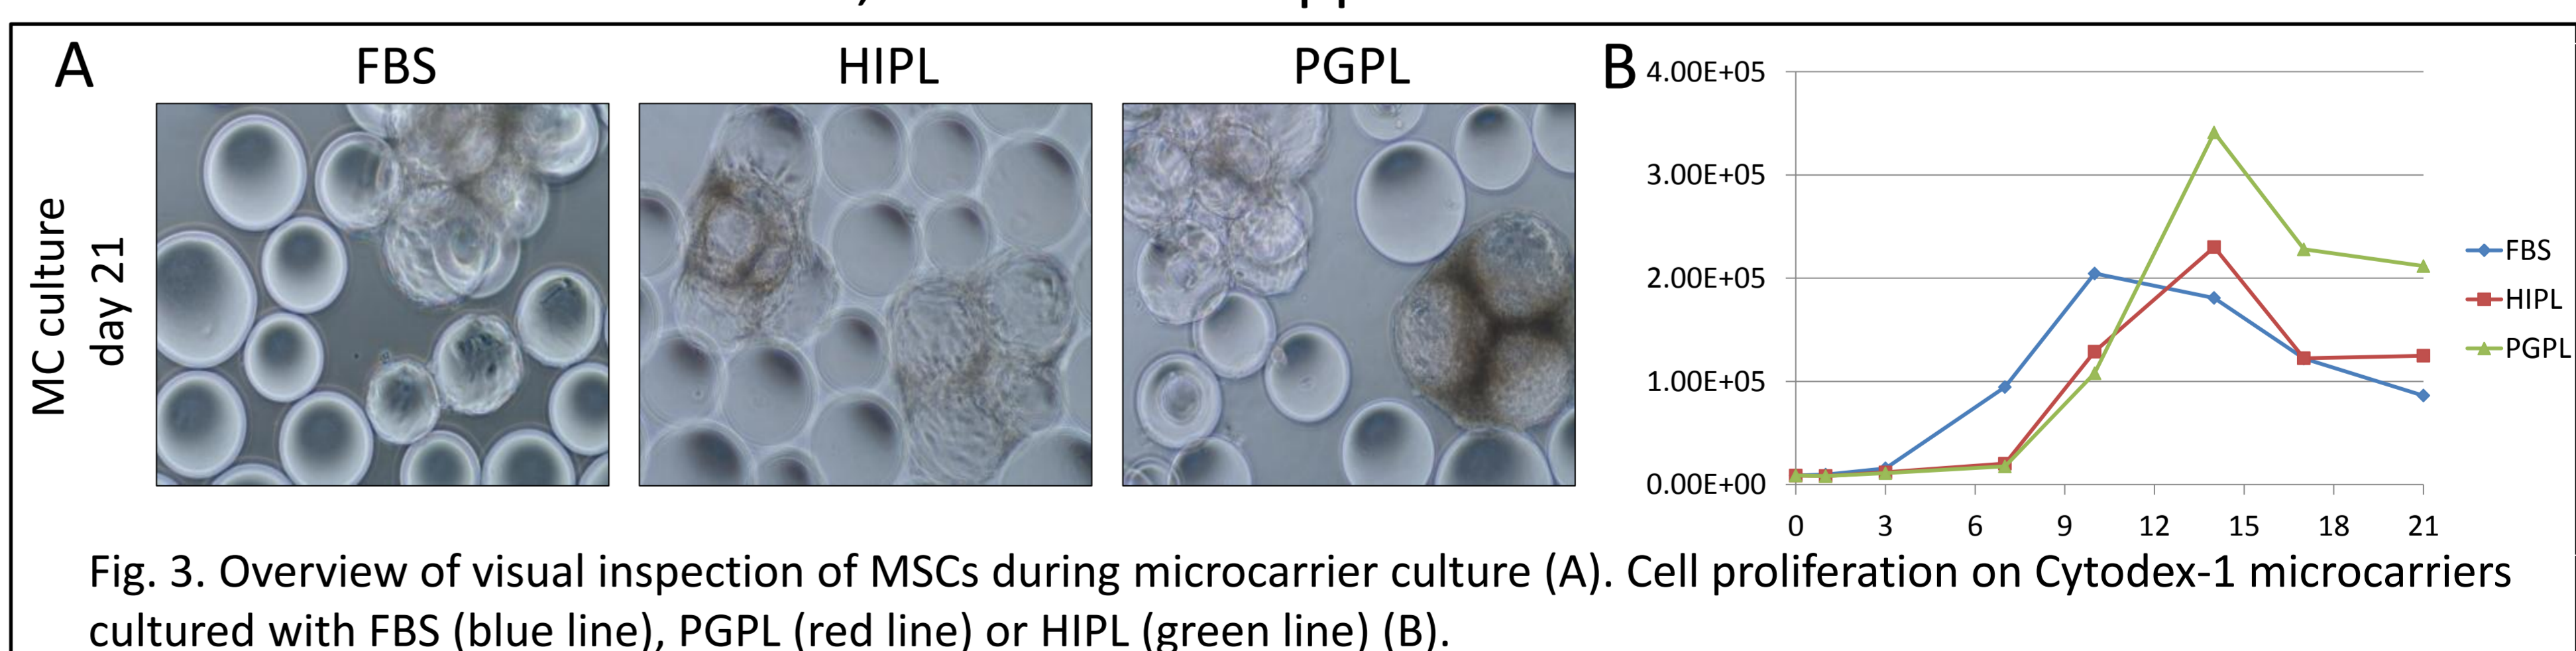 A
FBS
HIPL
PGPL
MC culture
day 21
B
4.00E+05
3.00E+05
2.00E+05
1.00E+05
0.00E+00
0 3 6 9 12 15 18 21
FBS
HIPL
PGPL
Fig. 3. Overview of visual inspection of MSCs during microcarrier culture (A). Cell proliferation on Cytodex-1 microcarriers
cultured with FBS (blue line), PGPL (red line) or HIPL (green line) (B).